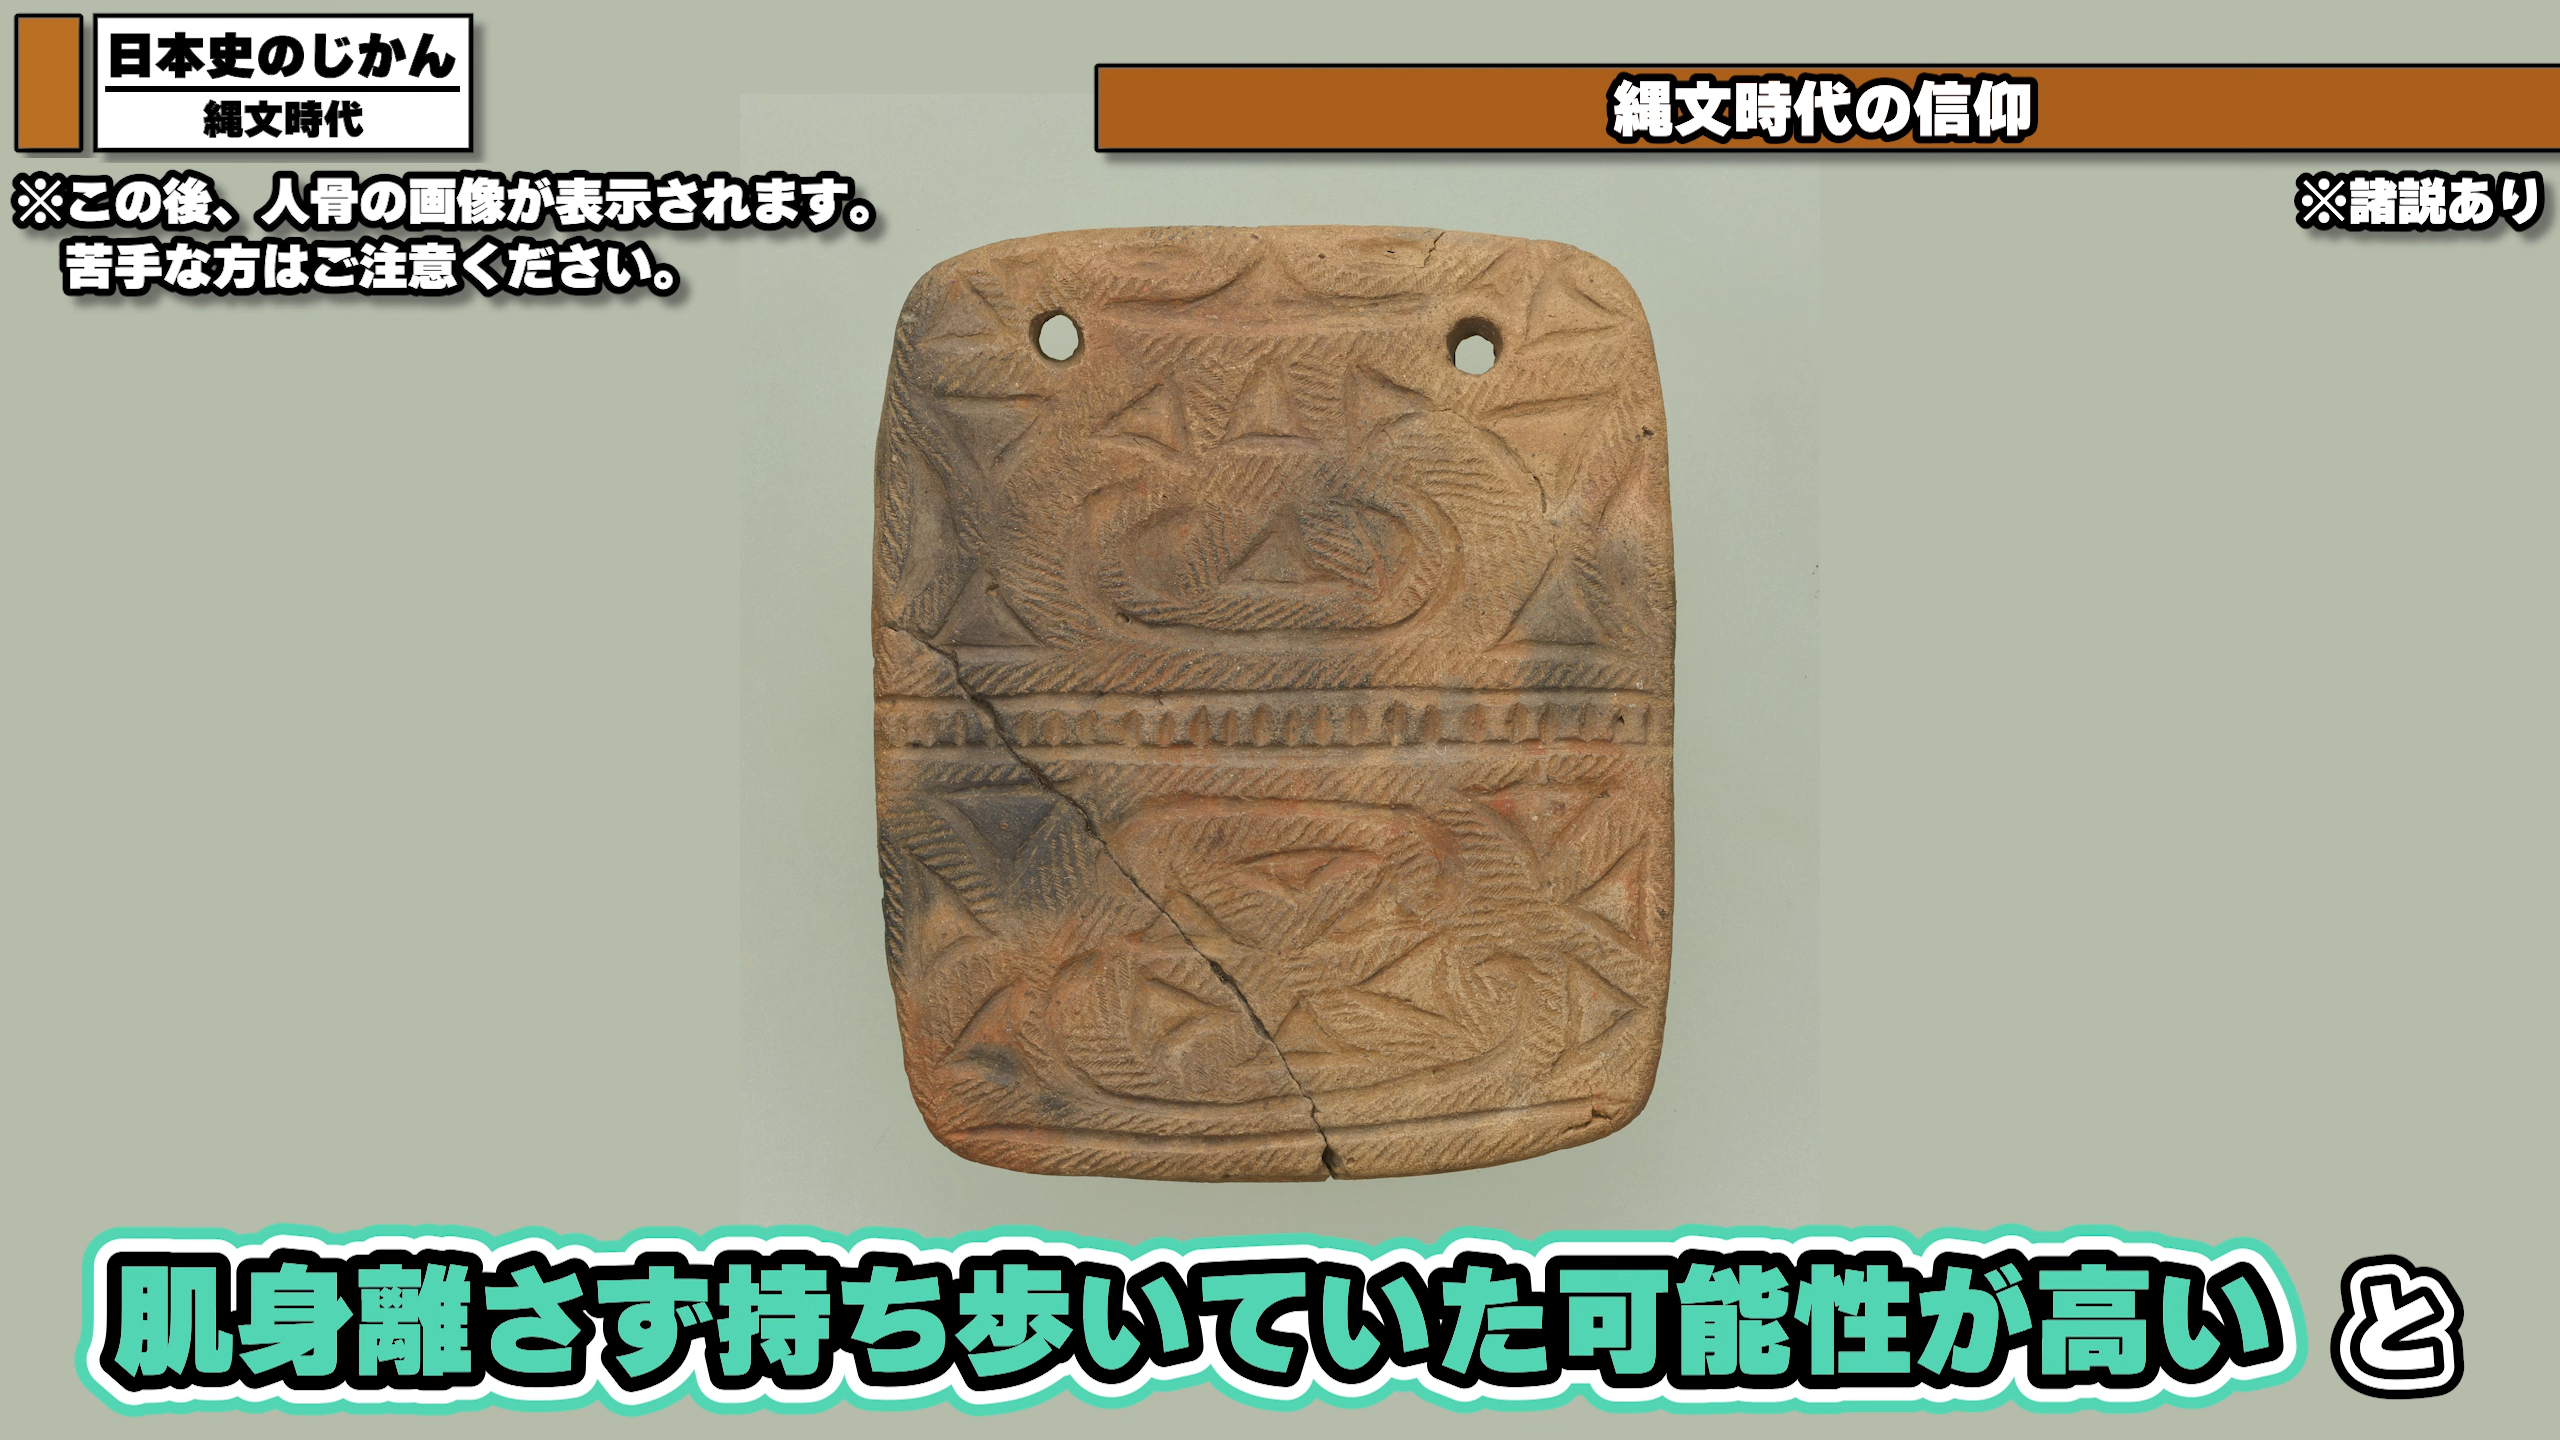 日本史のじかん
縄文時代
縄文時代の信仰
※この後、人骨の画像が表示されます。
苦手な方はご注意ください。
※諸説あり
肌身離さず持ち歩いていた可能性が高い と